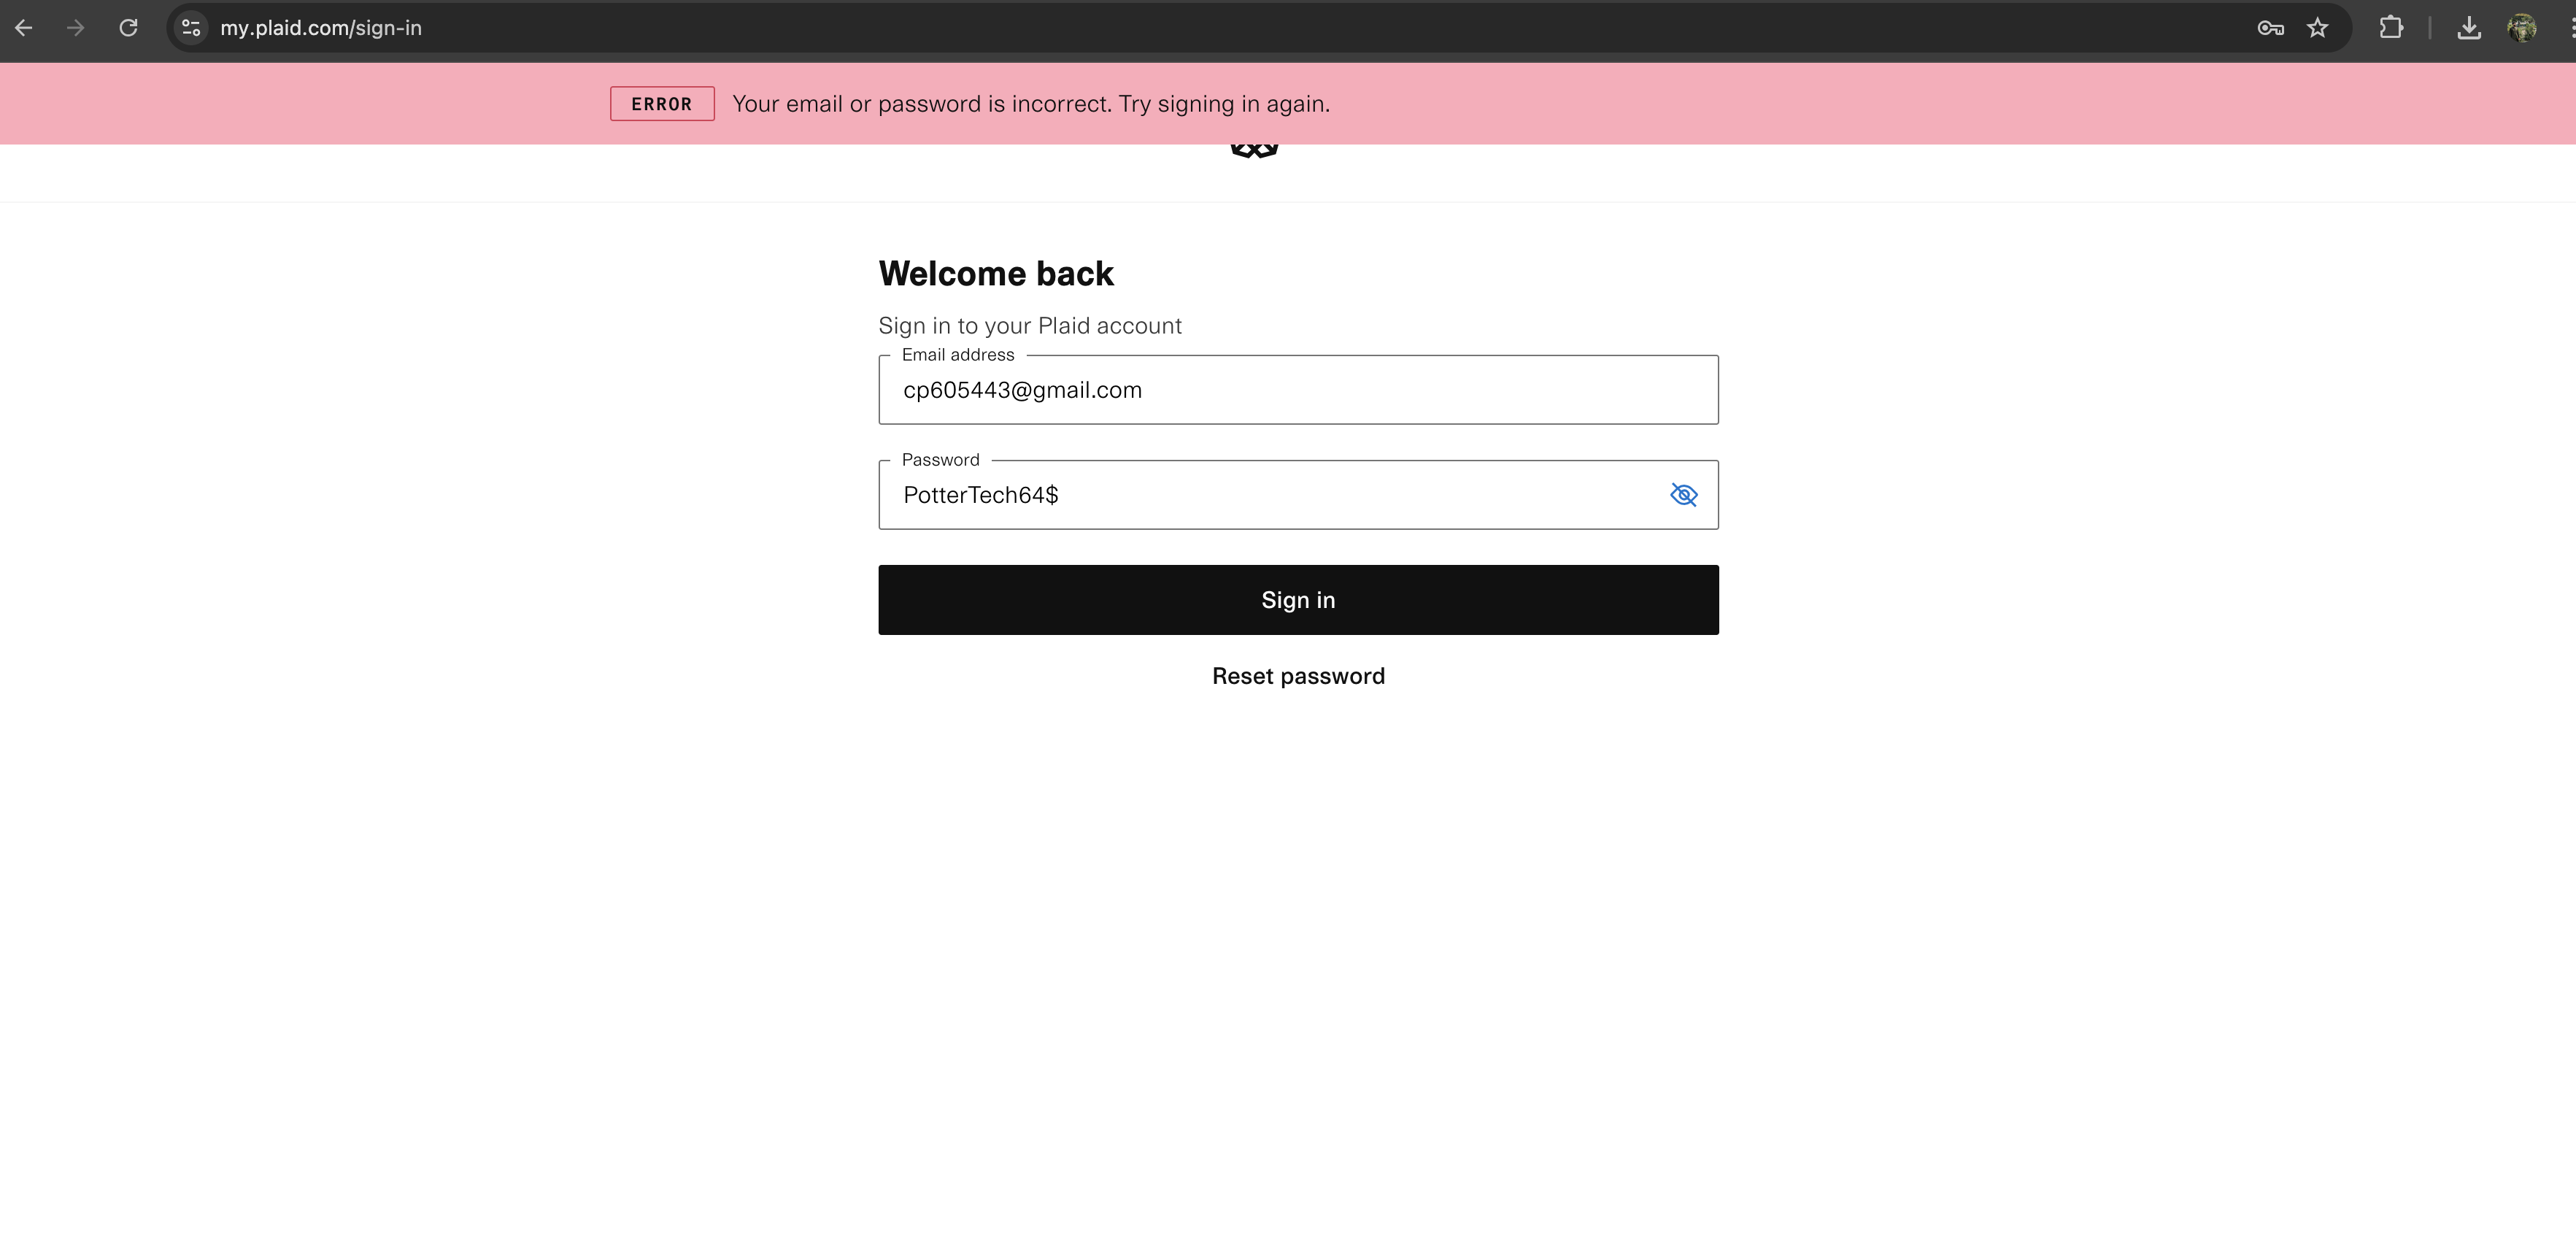 my.plaid.com/sign-in
ERROR Your email or password is incorrect. Try signing in again.
Welcome back
Sign in to your Plaid account
Email address
cp605443@gmail.com
Password
PotterTech64$
Sign in
Reset password